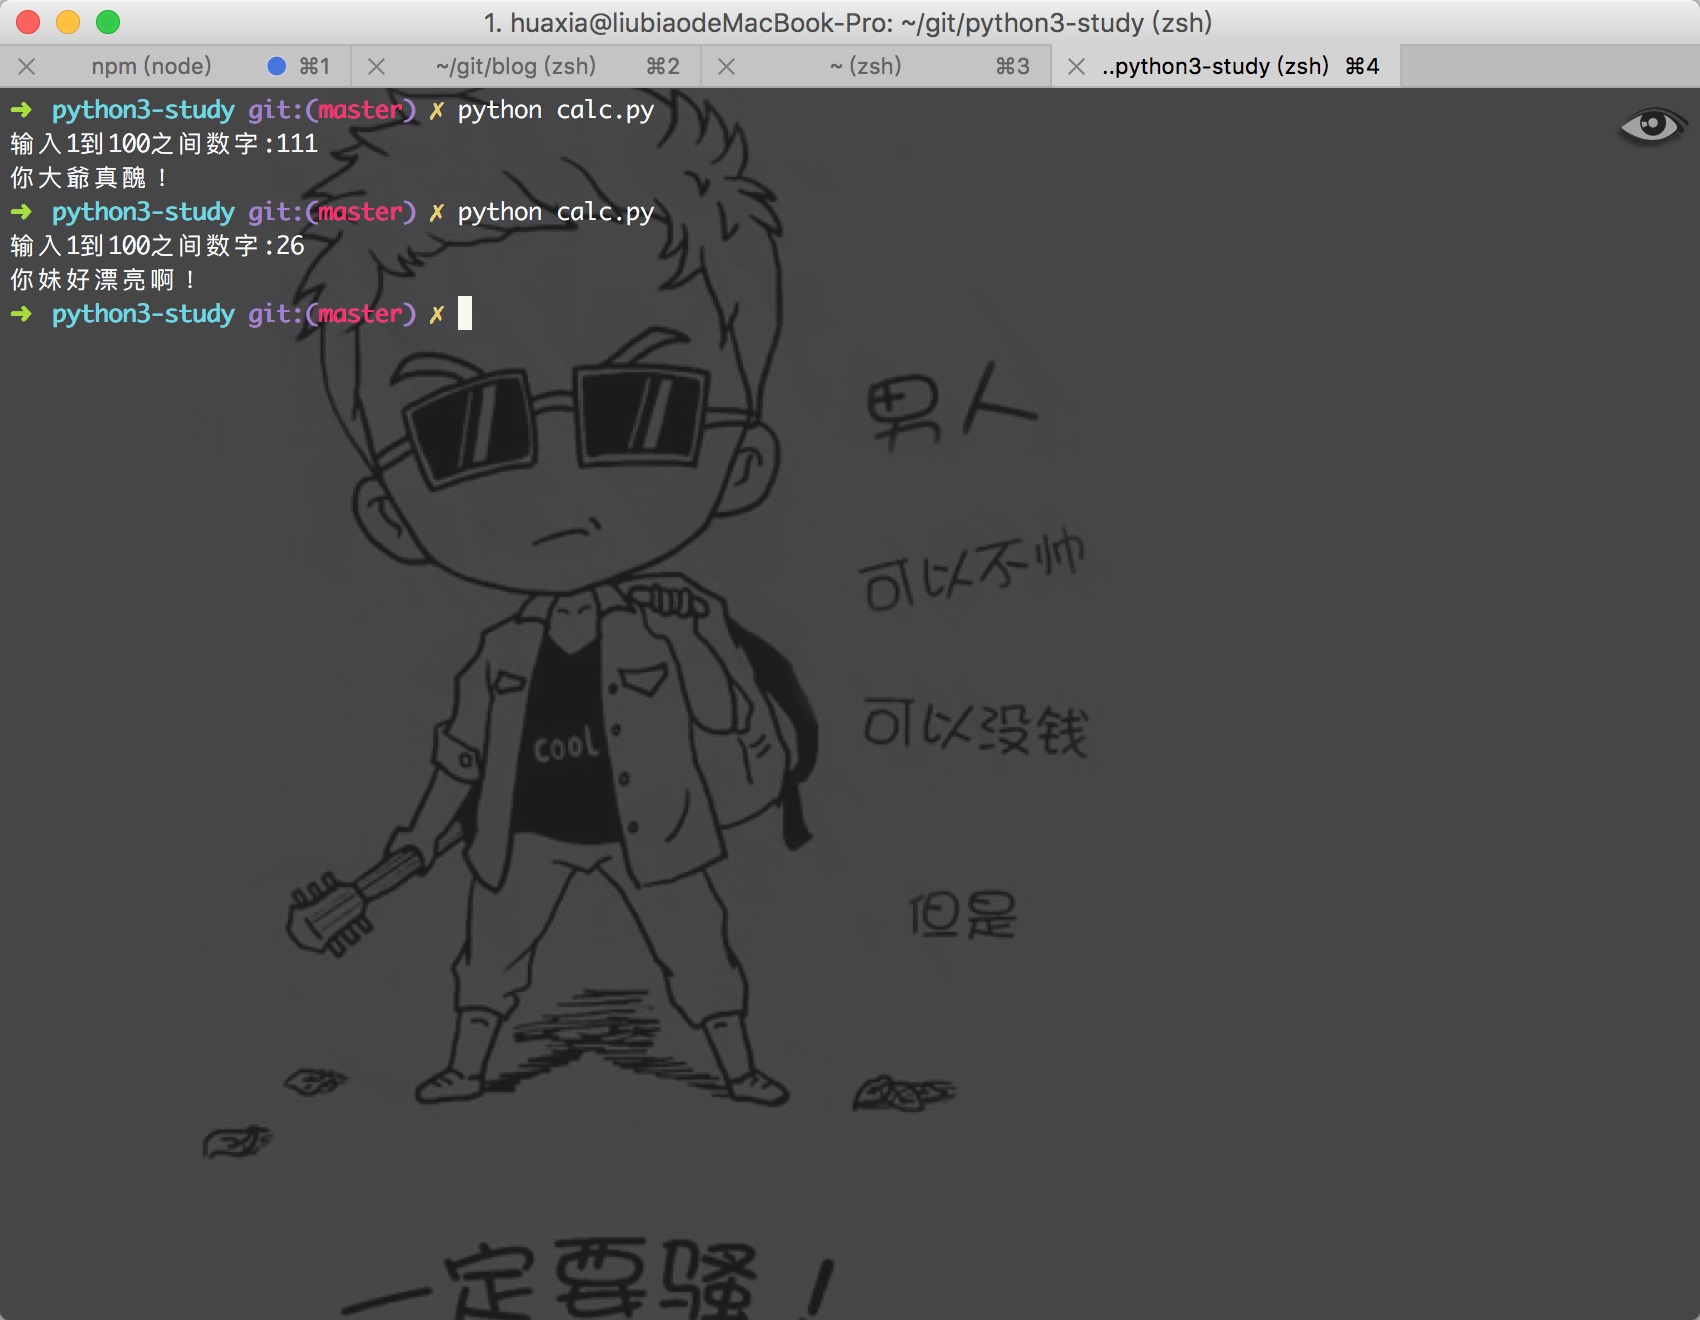 1. huaxia@liubiaodeMacBook-Pro: ~/git/python3-study (zsh)
npm (node) ⌘1 ~/git/blog (zsh) ⌘2 ~ (zsh) ⌘3 ..python3-study (zsh) ⌘4
➜ python3-study git:(master) ✗ python calc.py
输入1到100之间数字:111
你大爺真醜！
➜ python3-study git:(master) ✗ python calc.py
输入1到100之间数字:26
你妹好漂亮啊！
➜ python3-study git:(master) ✗
男人
可以不帅
可以没钱
COOL
但是
一定要骚！